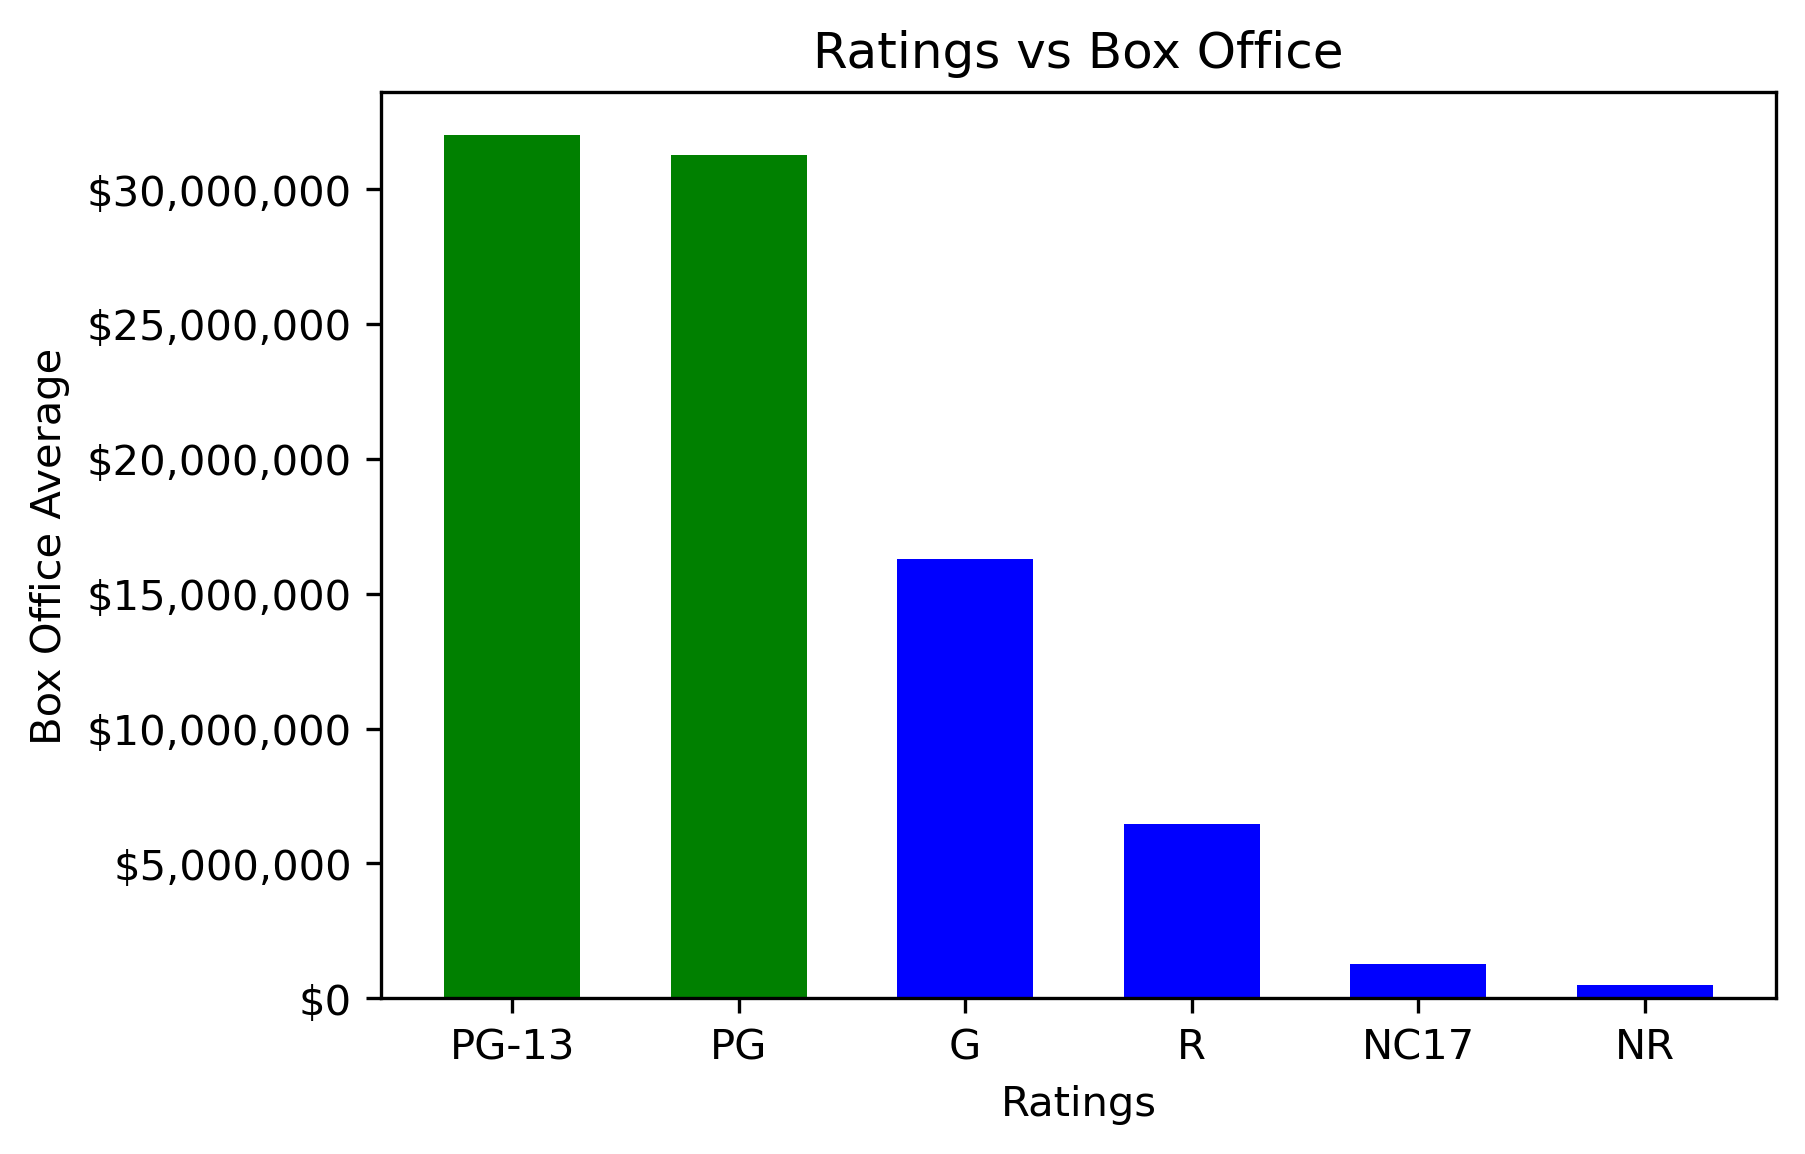 Ratings vs Box Office
Box Office Average
$30,000,000
$25,000,000
$20,000,000
$15,000,000
$10,000,000
$5,000,000
$0
PG-13 PG G R NC17 NR
Ratings